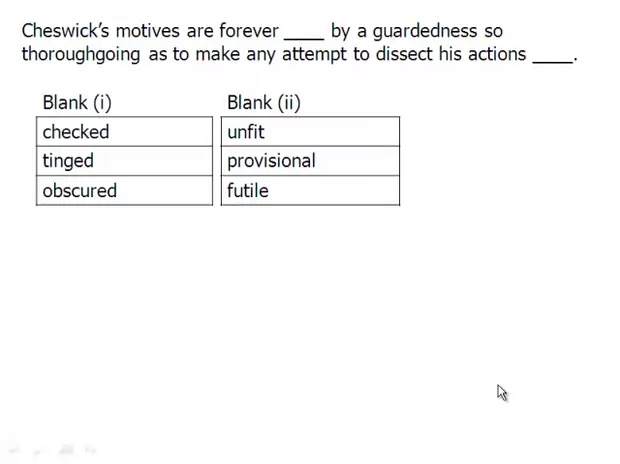 Cheswick’s motives are forever ____ by a guardedness so
thoroughgoing as to make any attempt to dissect his actions ____.
Blank (i) Blank (ii)
checked unfit
tinged provisional
obscured futile